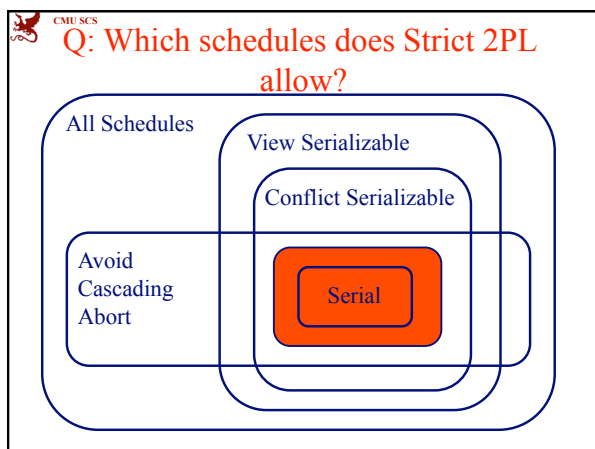 CMU SCS
Q: Which schedules does Strict 2PL
allow?
All Schedules
View Serializable
Conflict Serializable
Avoid
Cascading
Abort
Serial